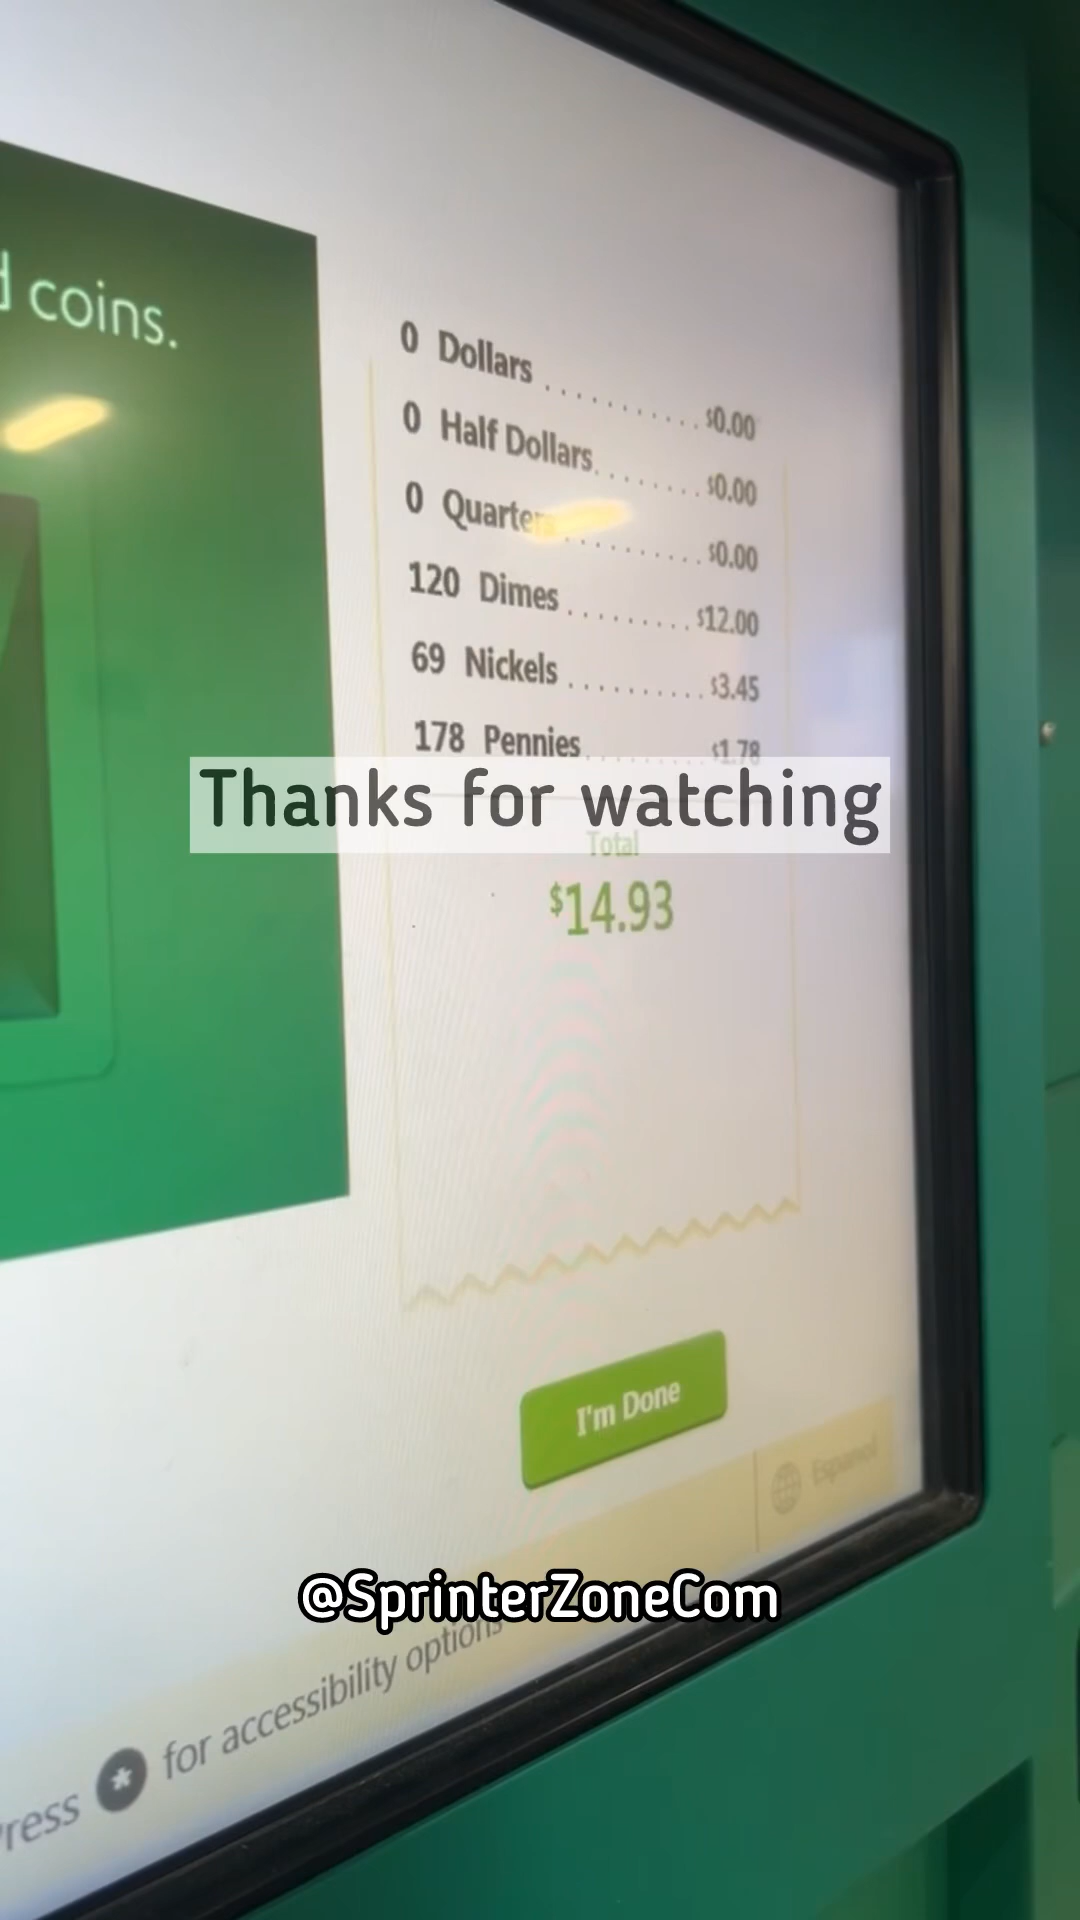 d coins.
0 Dollars ........... $0.00
0 Half Dollars ........ $0.00
0 Quarters .......... $0.00
120 Dimes ......... $12.00
69 Nickels .......... $3.45
178 Pennies ......... $1.78
Thanks for watching
Total
$14.93
I'm Done
Espanol
@SprinterZoneCom
Press * for accessibility options